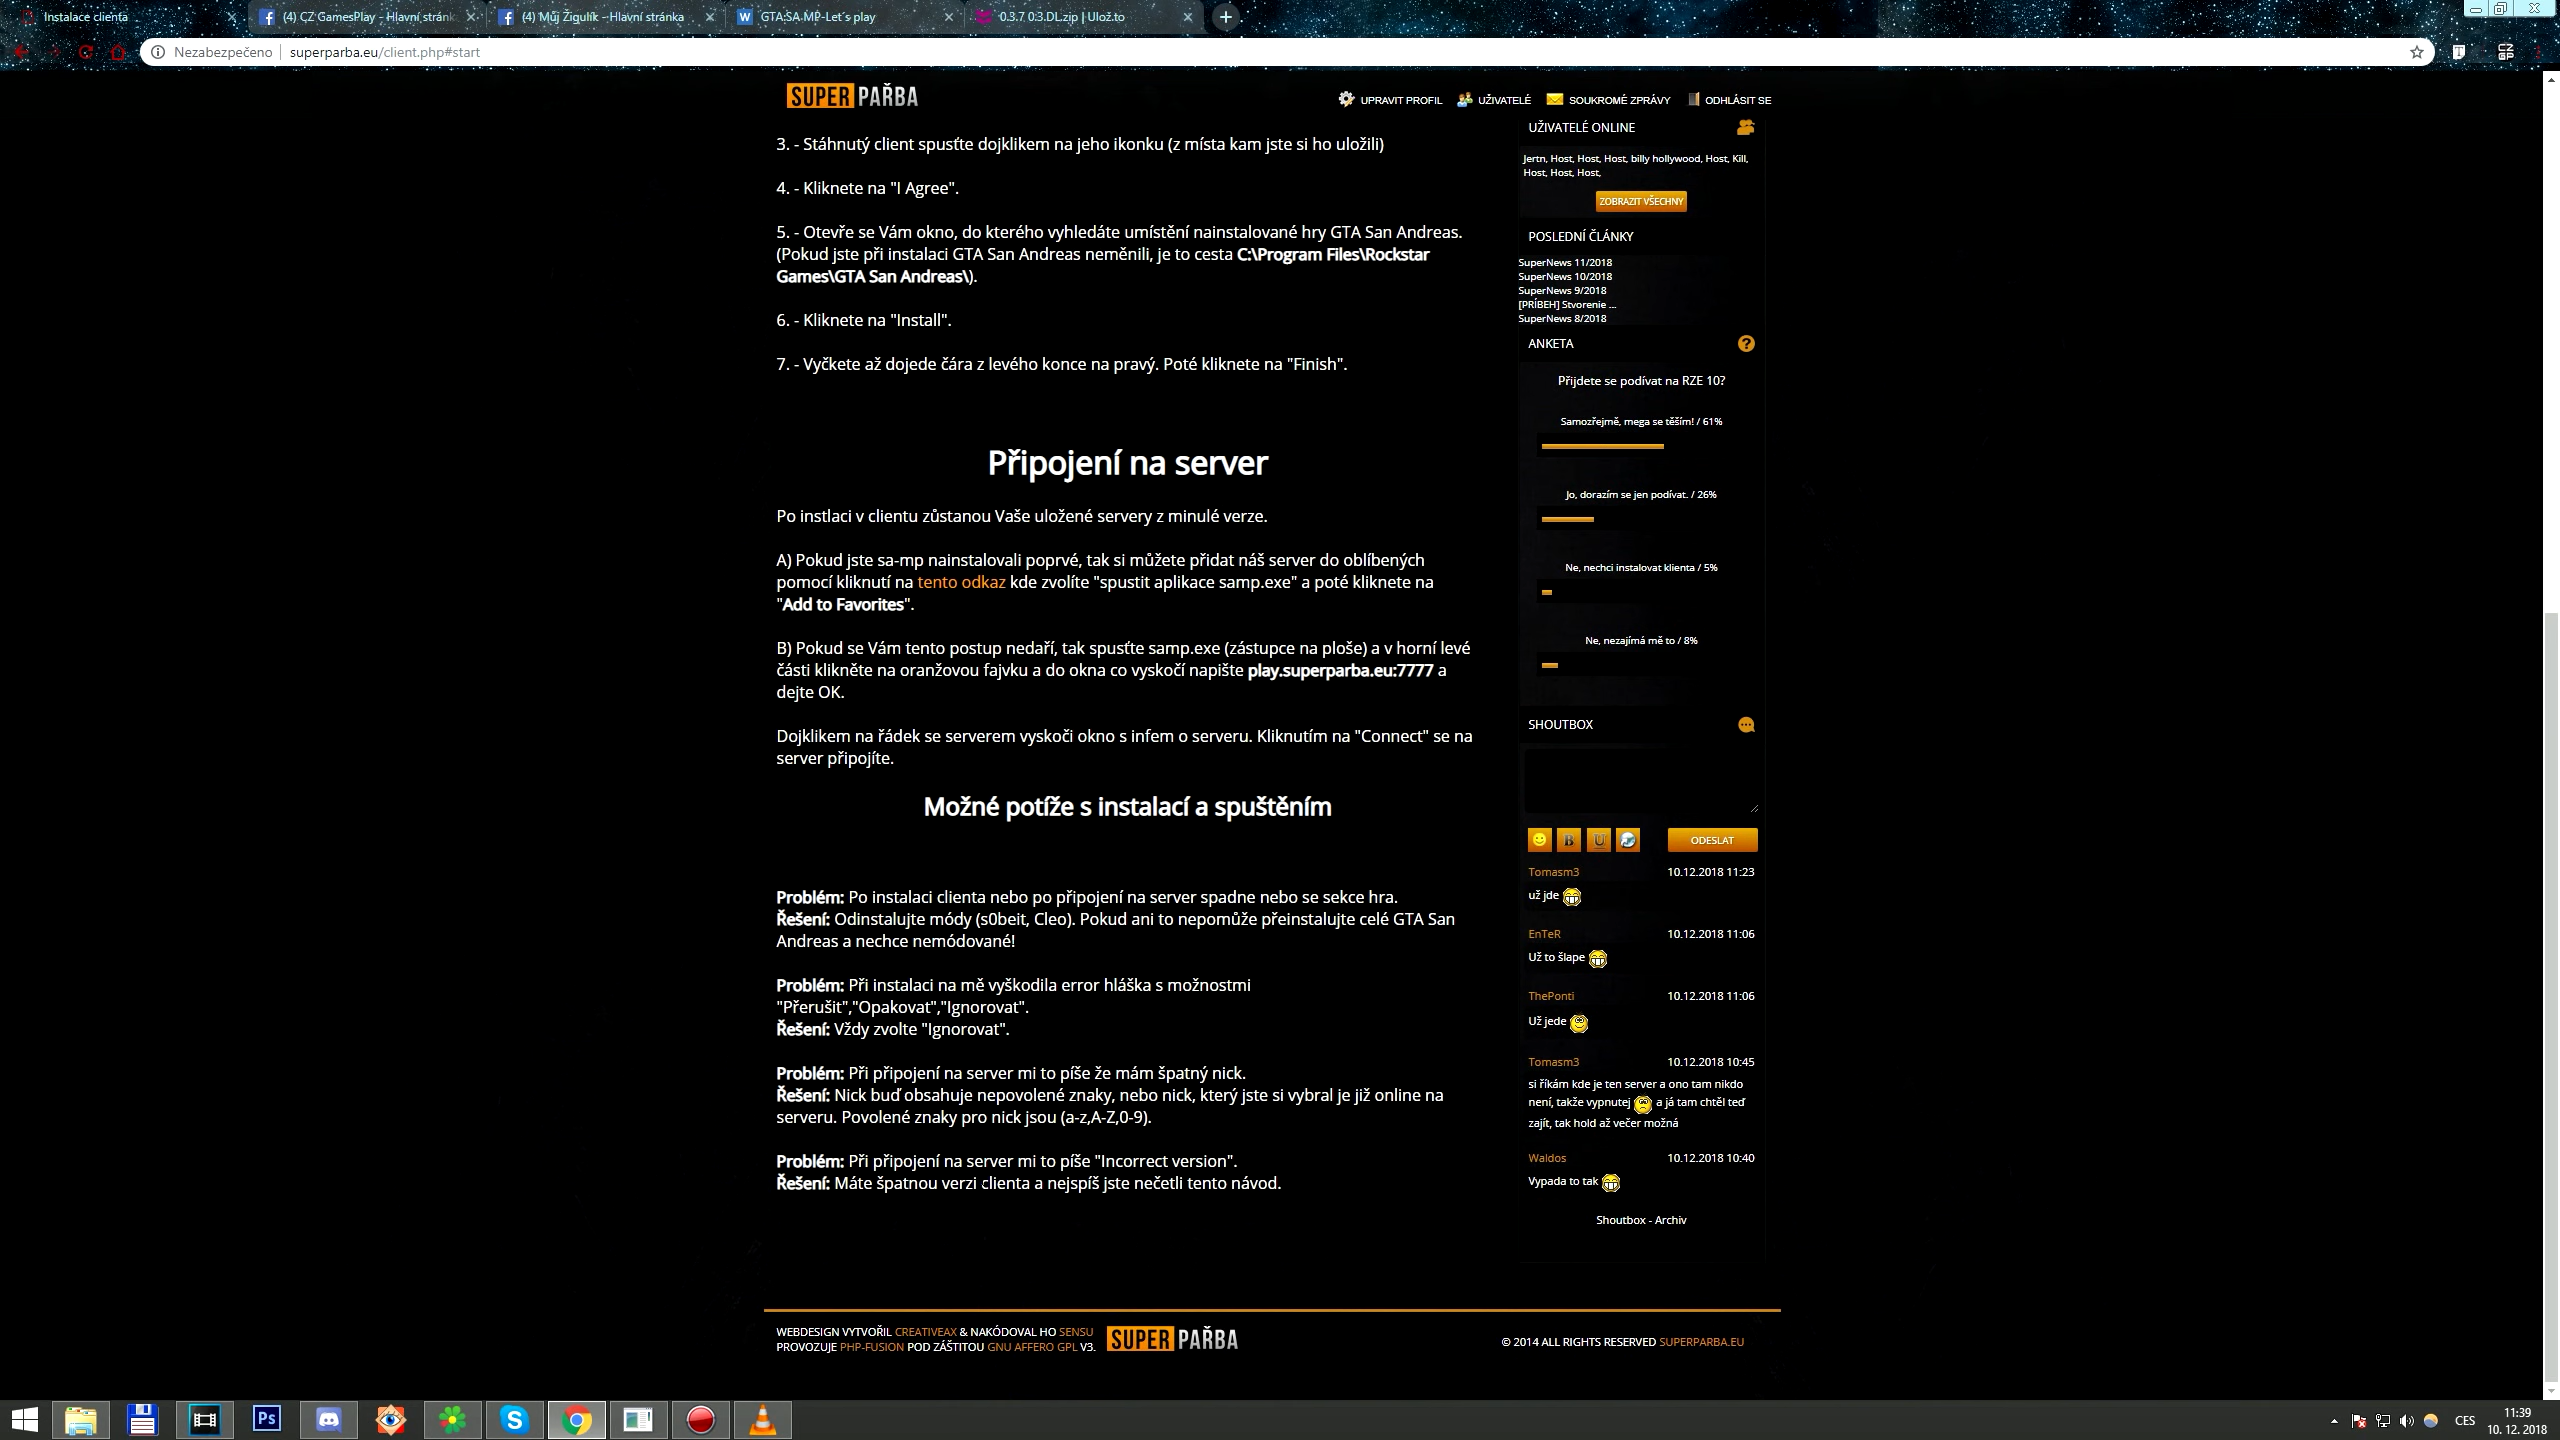 Instalace clienta
(4) CZ GamesPlay - Hlavní stránk
(4) Můj Žigulík - Hlavní stránka
GTA:SA MP-Let´s play
0.3.7 0.3.DL.zip | Ulož.to
Nezabezpečeno
superparba.eu/client.php#start
SUPER PAŘBA
UPRAVIT PROFIL UŽIVATELÉ SOUKROMÉ ZPRÁVY ODHLÁSIT SE
3. - Stáhnutý client spusťte dojklikem na jeho ikonku (z místa kam jste si ho uložili)
4. - Kliknete na "I Agree".
5. - Otevře se Vám okno, do kterého vyhledáte umístění nainstalované hry GTA San Andreas.
(Pokud jste při instalaci GTA San Andreas neměnili, je to cesta C:\Program Files\Rockstar
Games\GTA San Andreas\).
6. - Kliknete na "Install".
7. - Vyčkete až dojede čára z levého konce na pravý. Poté kliknete na "Finish".
Připojení na server
Po instlaci v clientu zůstanou Vaše uložené servery z minulé verze.
A) Pokud jste sa-mp nainstalovali poprvé, tak si můžete přidat náš server do oblíbených
pomocí kliknutí na tento odkaz kde zvolíte "spustit aplikace samp.exe" a poté kliknete na
"Add to Favorites".
B) Pokud se Vám tento postup nedaří, tak spusťte samp.exe (zástupce na ploše) a v horní levé
části klikněte na oranžovou fajvku a do okna co vyskočí napište play.superparba.eu:7777 a
dejte OK.
Dojklikem na řádek se serverem vyskoči okno s infem o serveru. Kliknutím na "Connect" se na
server připojíte.
Možné potíže s instalací a spuštěním
Problém: Po instalaci clienta nebo po připojení na server spadne nebo se sekce hra.
Řešení: Odinstalujte módy (s0beit, Cleo). Pokud ani to nepomůže přeinstalujte celé GTA San
Andreas a nechce nemódované!
Problém: Při instalaci na mě vyškodila error hláška s možnostmi
"Přerušit","Opakovat","Ignorovat".
Řešení: Vždy zvolte "Ignorovat".
Problém: Při připojení na server mi to píše že mám špatný nick.
Řešení: Nick buď obsahuje nepovolené znaky, nebo nick, který jste si vybral je již online na
serveru. Povolené znaky pro nick jsou (a-z,A-Z,0-9).
Problém: Při připojení na server mi to píše "Incorrect version".
Řešení: Máte špatnou verzi clienta a nejspíš jste nečetli tento návod.
UŽIVATELÉ ONLINE
Jertn, Host, Host, Host, billy hollywood, Host, Kill,
Host, Host, Host,
ZOBRAZIT VŠECHNY
POSLEDNÍ ČLÁNKY
SuperNews 11/2018
SuperNews 10/2018
SuperNews 9/2018
[PRÍBEH] Stvorenie ...
SuperNews 8/2018
ANKETA
Přijdete se podívat na RZE 10?
Samozřejmě, mega se těším! / 61%
Jo, dorazím se jen podívat. / 26%
Ne, nechci instalovat klienta / 5%
Ne, nezajímá mě to / 8%
SHOUTBOX
B U
ODESLAT
Tomasm3 10.12.2018 11:23
už jde
EnTeR 10.12.2018 11:06
Už to šlape
ThePonti 10.12.2018 11:06
Už jede
Tomasm3 10.12.2018 10:45
si říkám kde je ten server a ono tam nikdo
není, takže vypnutej a já tam chtěl teď
zajít, tak hold až večer možná
Waldos 10.12.2018 10:40
Vypada to tak
Shoutbox - Archiv
WEBDESIGN VYTVOŘIL CREATIVEAX & NAKÓDOVAL HO SENSU
PROVOZUJE PHP-FUSION POD ZÁŠTITOU GNU AFFERO GPL V3.
SUPER PAŘBA
© 2014 ALL RIGHTS RESERVED SUPERPARBA.EU
Ps
CES
11:39
10. 12. 2018